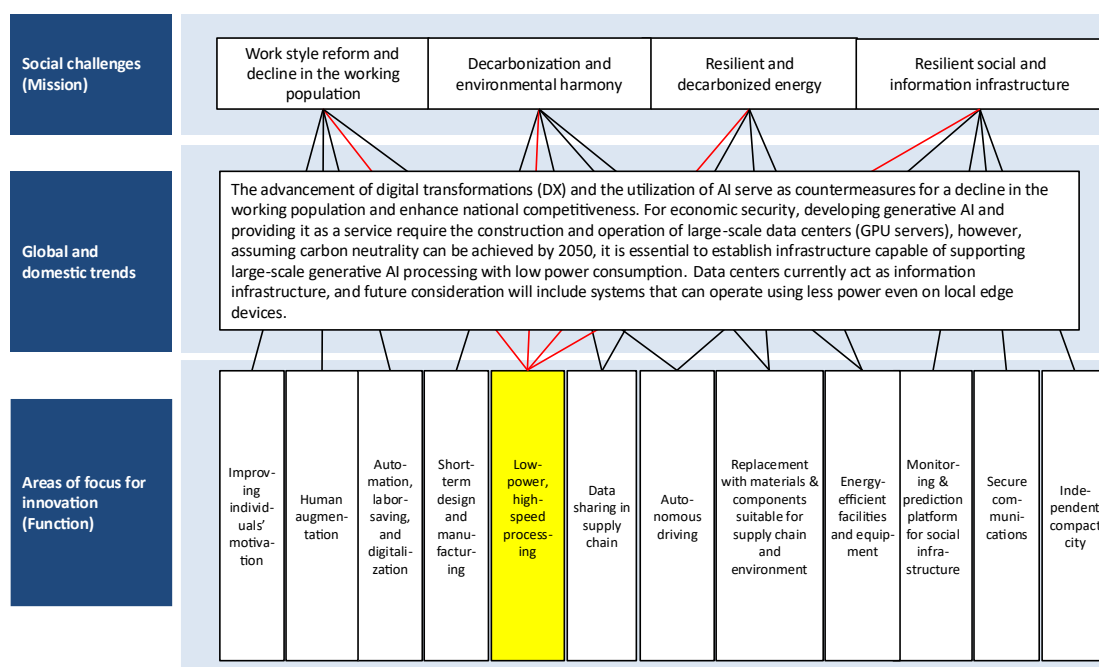 Social challenges
(Mission)
Work style reform and
decline in the working
population
Decarbonization and
environmental harmony
Resilient and
decarbonized energy
Resilient social and
information infrastructure
Global and
domestic trends
The advancement of digital transformations (DX) and the utilization of AI serve as countermeasures for a decline in the
working population and enhance national competitiveness. For economic security, developing generative AI and
providing it as a service require the construction and operation of large-scale data centers (GPU servers), however,
assuming carbon neutrality can be achieved by 2050, it is essential to establish infrastructure capable of supporting
large-scale generative AI processing with low power consumption. Data centers currently act as information
infrastructure, and future consideration will include systems that can operate using less power even on local edge
devices.
Areas of focus for
innovation
(Function)
Improv-
ing
individ-
uals'
motiva-
tion
Human
augmen-
tation
Auto-
mation,
labor-
saving,
and
digitali-
zation
Short-
term
design
and
manufac-
turing
Low-
power,
high-
speed
process-
ing
Data
sharing in
supply
chain
Auto-
nomous
driving
Replacement
with materials &
components
suitable for
supply chain
and
environment
Energy-
efficient
facilities
and equip-
ment
Monitor-
ing &
prediction
platform
for social
infra-
structure
Secure
com-
muni-
cations
Inde-
pendent,
compact
city